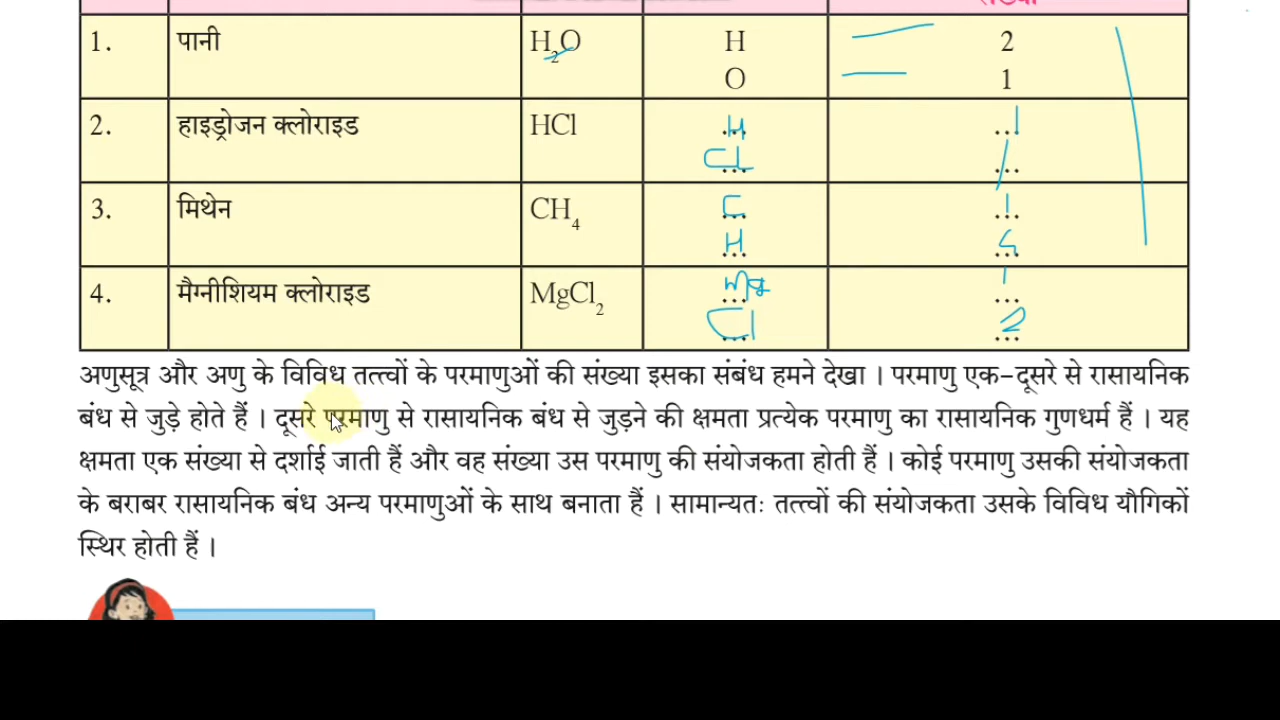 1. पानी H₂O H 2
O 1
2. हाइड्रोजन क्लोराइड HCl ... H ... 1
... Cl ... 1
3. मिथेन CH₄ ... C ... 1
... H ...
4. मैग्नीशियम क्लोराइड MgCl₂ ... Mg ... 1
... Cl ... 2
अणुसूत्र और अणु के विविध तत्त्वों के परमाणुओं की संख्या इसका संबंध हमने देखा । परमाणु एक-दूसरे से रासायनिक
बंध से जुड़े होते हैं । दूसरे परमाणु से रासायनिक बंध से जुड़ने की क्षमता प्रत्येक परमाणु का रासायनिक गुणधर्म हैं । यह
क्षमता एक संख्या से दर्शाई जाती हैं और वह संख्या उस परमाणु की संयोजकता होती हैं । कोई परमाणु उसकी संयोजकता
के बराबर रासायनिक बंध अन्य परमाणुओं के साथ बनाता हैं । सामान्यतः तत्त्वों की संयोजकता उसके विविध यौगिकों
स्थिर होती हैं ।